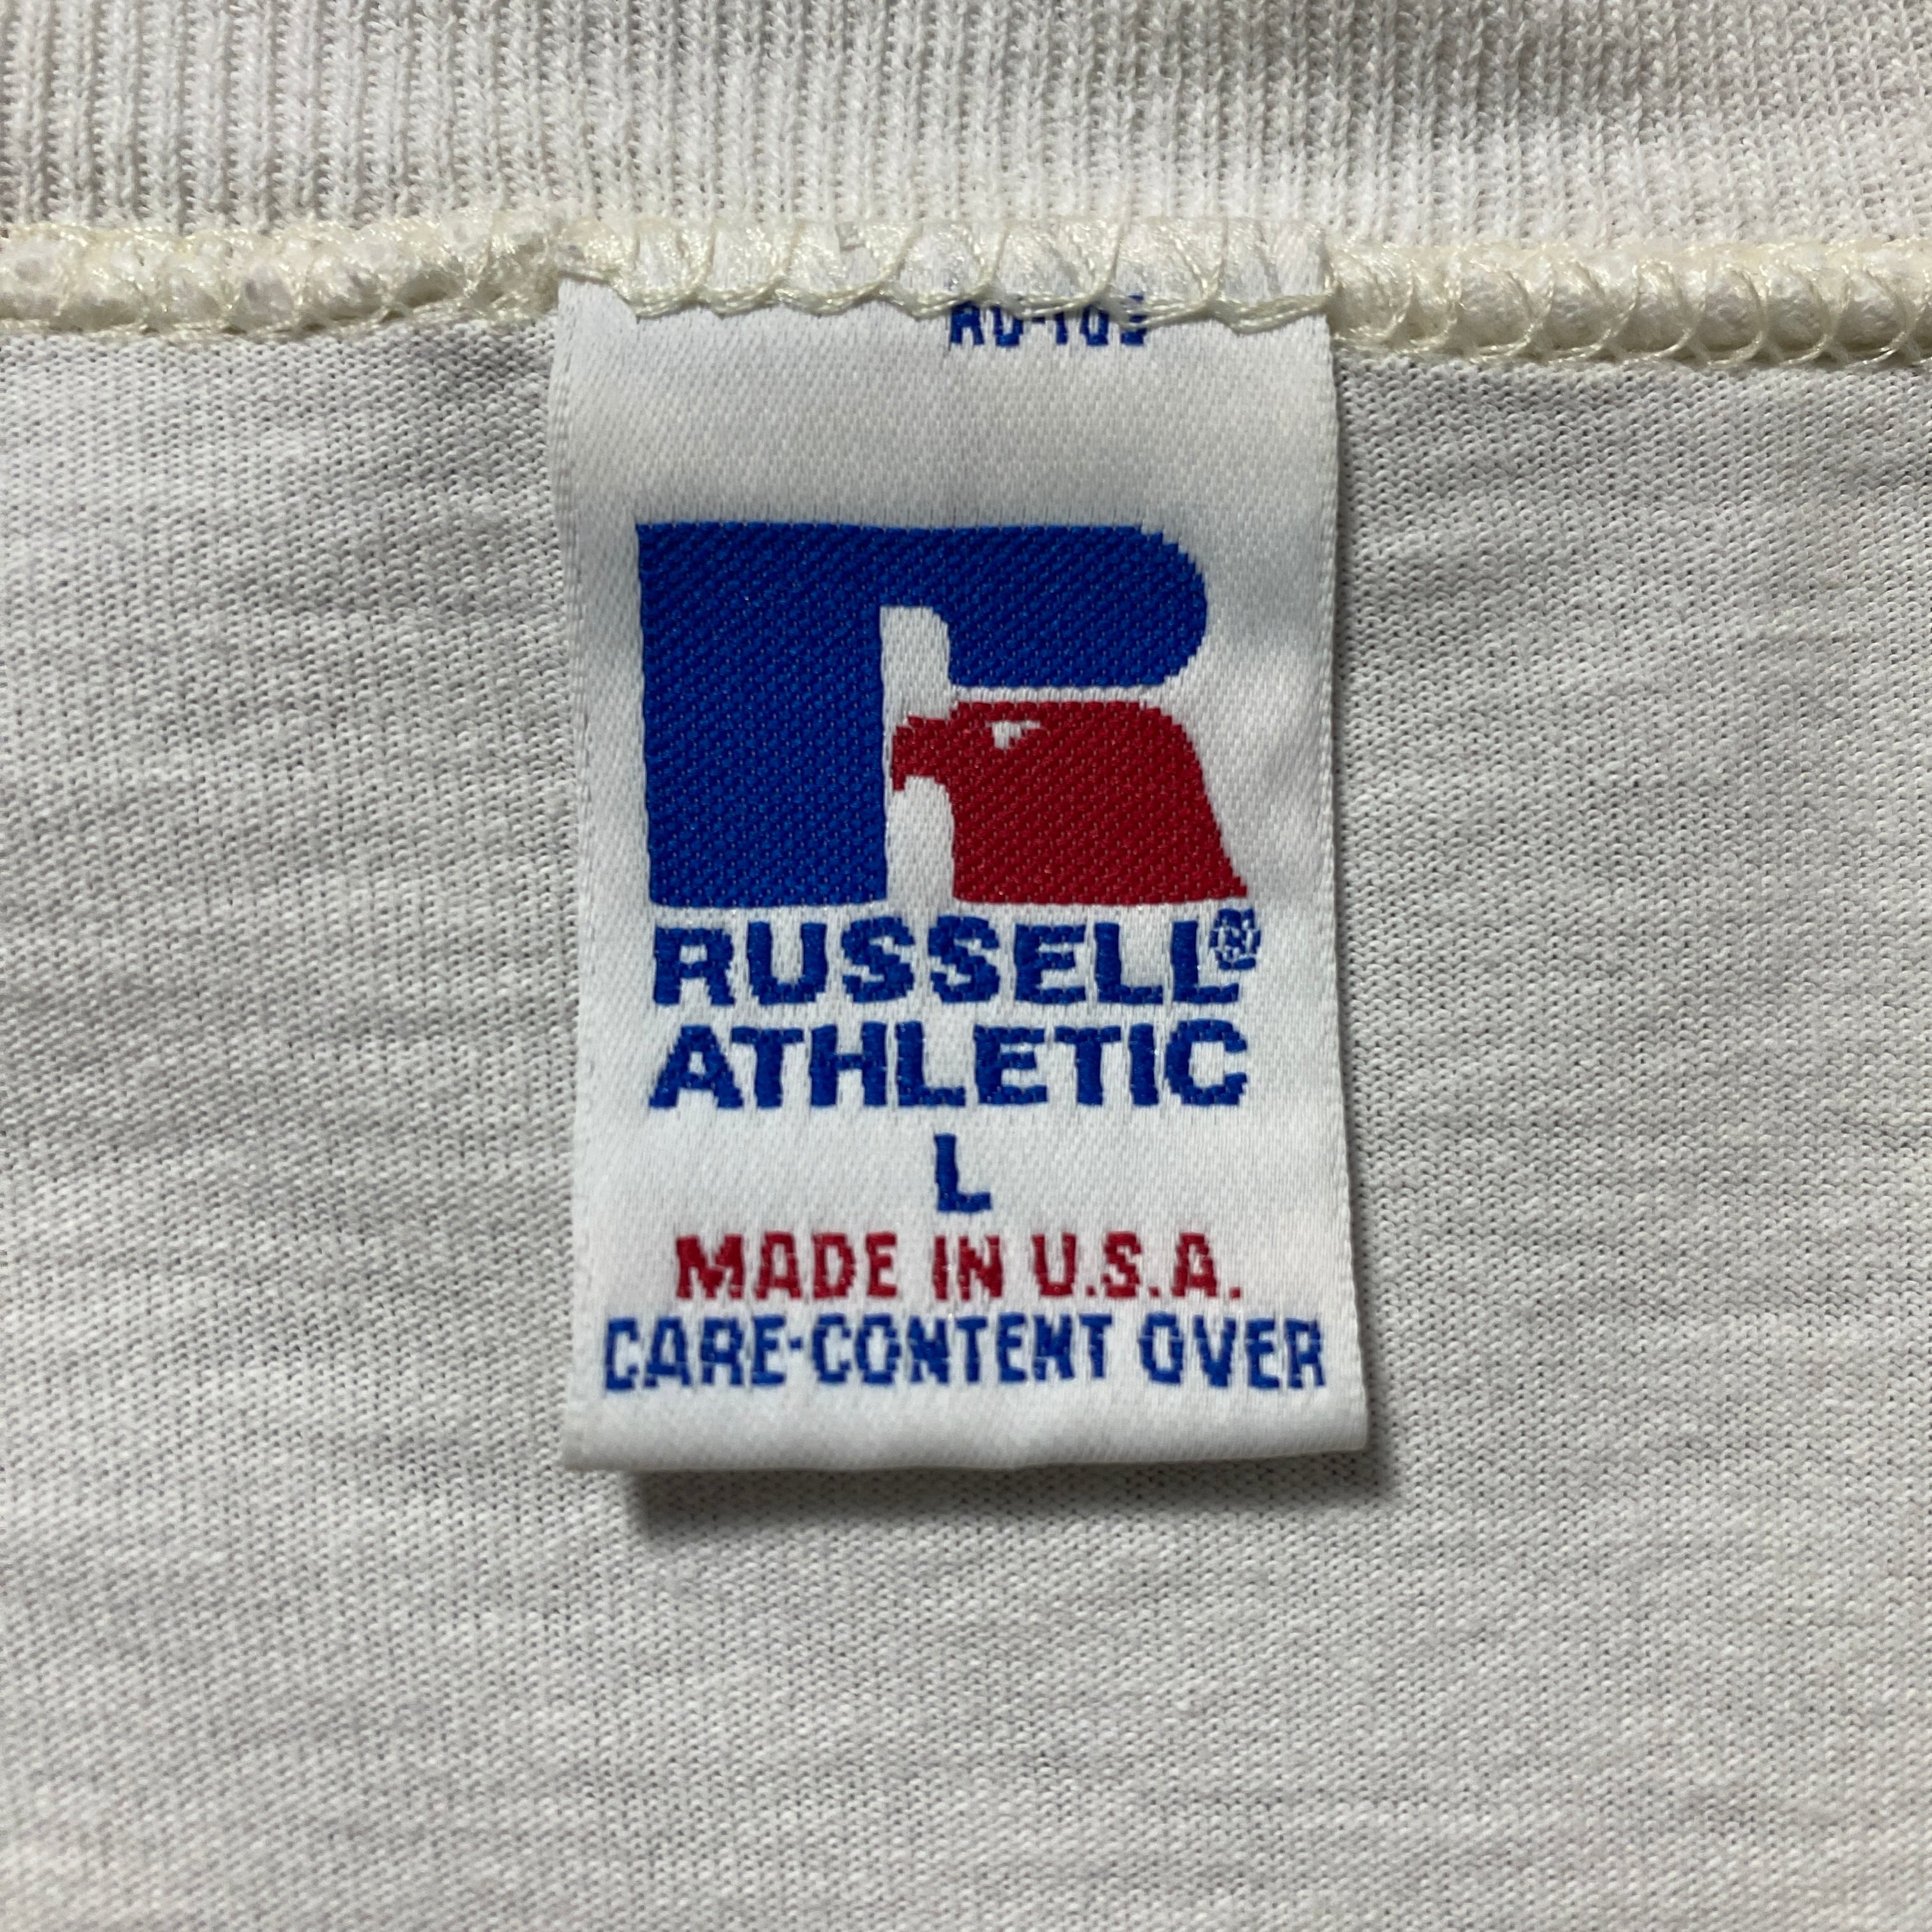 RUSSELL®
ATHLETIC
L
MADE IN U.S.A.
CARE-CONTENT OVER